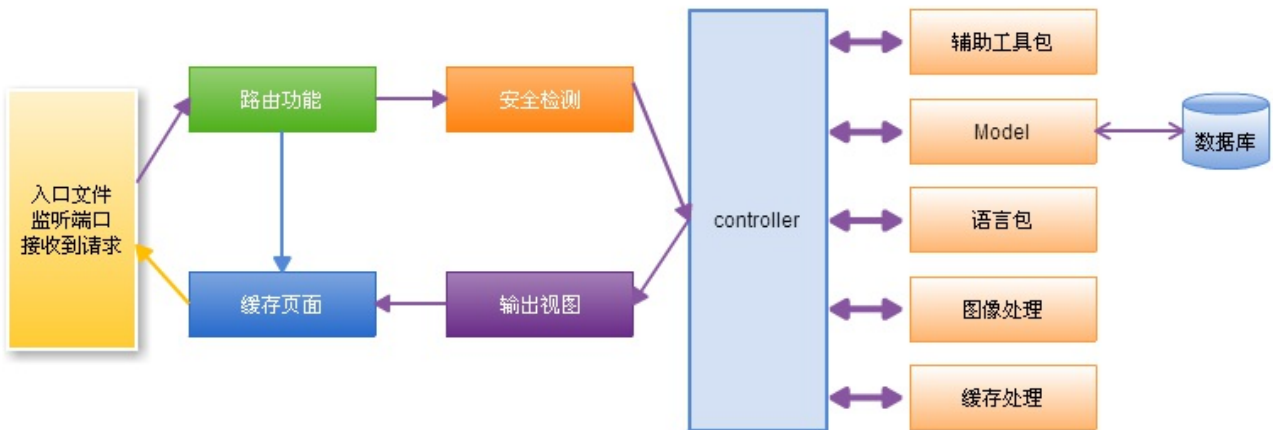 入口文件
监听端口
接收到请求
路由功能
安全检测
缓存页面
输出视图
controller
辅助工具包
Model
数据库
语言包
图像处理
缓存处理